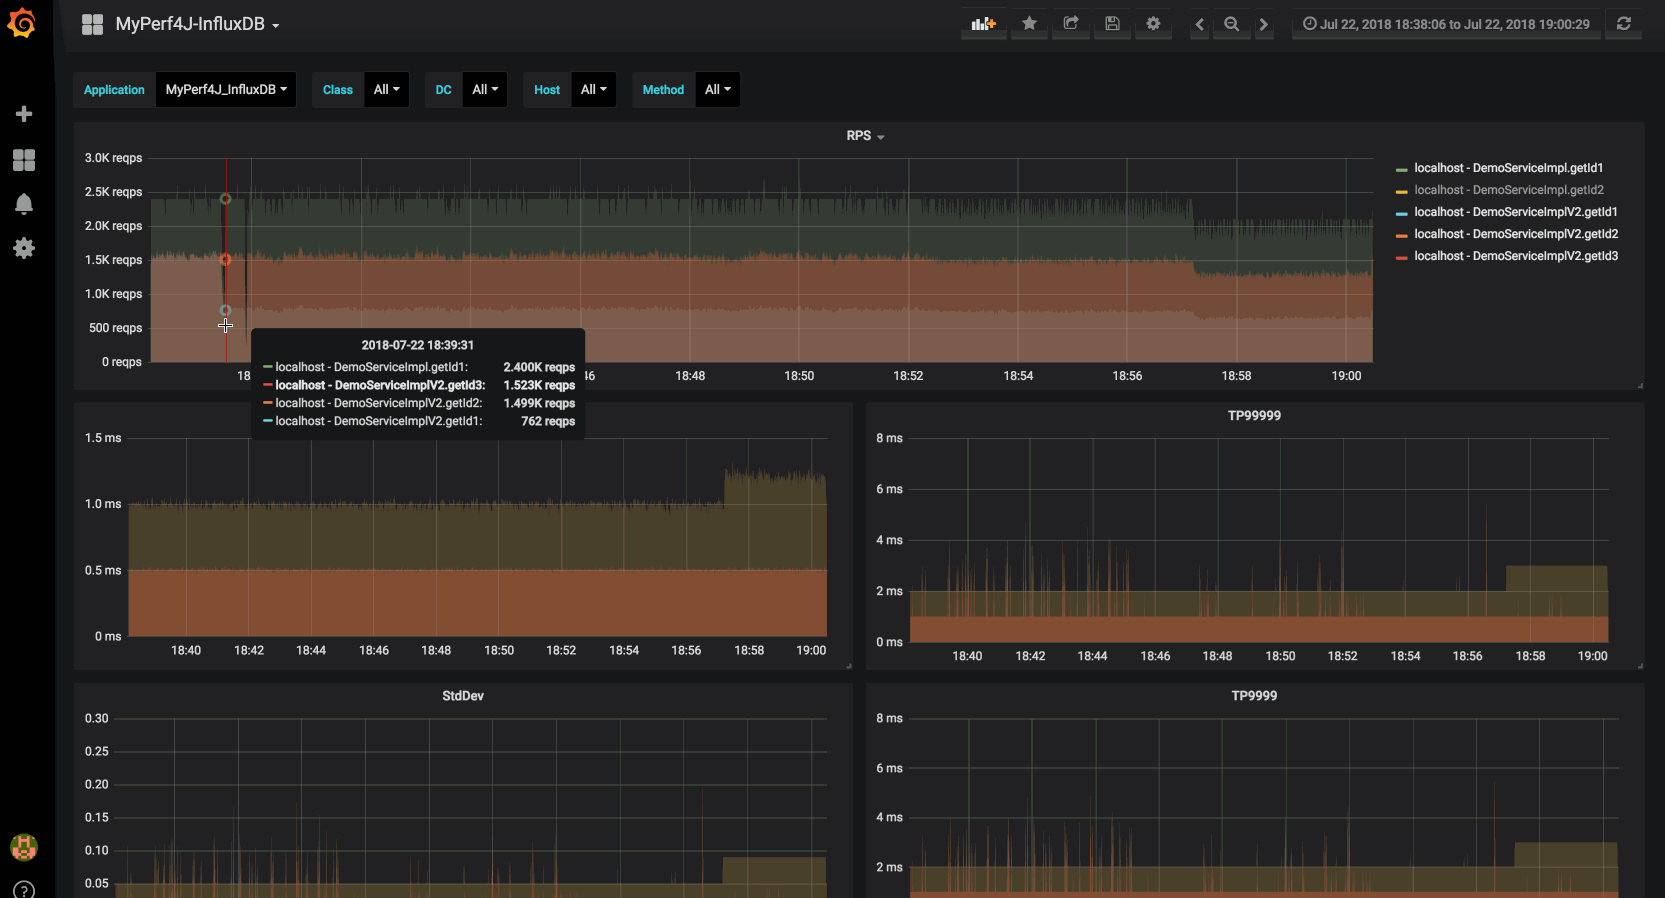 MyPerf4J-InfluxDB
Jul 22, 2018 18:38:06 to Jul 22, 2018 19:00:29
Application MyPerf4J_InfluxDB Class All DC All Host All Method All
RPS
3.0K reqps
2.5K reqps
2.0K reqps
1.5K reqps
1.0K reqps
500 reqps
0 reqps
18 46 18:48 18:50 18:52 18:54 18:56 18:58 19:00
localhost - DemoServiceImpl.getId1
localhost - DemoServiceImpl.getId2
localhost - DemoServiceImplV2.getId1
localhost - DemoServiceImplV2.getId2
localhost - DemoServiceImplV2.getId3
2018-07-22 18:39:31
localhost - DemoServiceImpl.getId1: 2.400K reqps
localhost - DemoServiceImplV2.getId3: 1.523K reqps
localhost - DemoServiceImplV2.getId2: 1.499K reqps
localhost - DemoServiceImplV2.getId1: 762 reqps
1.5 ms
1.0 ms
0.5 ms
0 ms
18:40 18:42 18:44 18:46 18:48 18:50 18:52 18:54 18:56 18:58 19:00
TP99999
8 ms
6 ms
4 ms
2 ms
0 ms
18:40 18:42 18:44 18:46 18:48 18:50 18:52 18:54 18:56 18:58 19:00
StdDev
0.30
0.25
0.20
0.15
0.10
0.05
TP9999
8 ms
6 ms
4 ms
2 ms